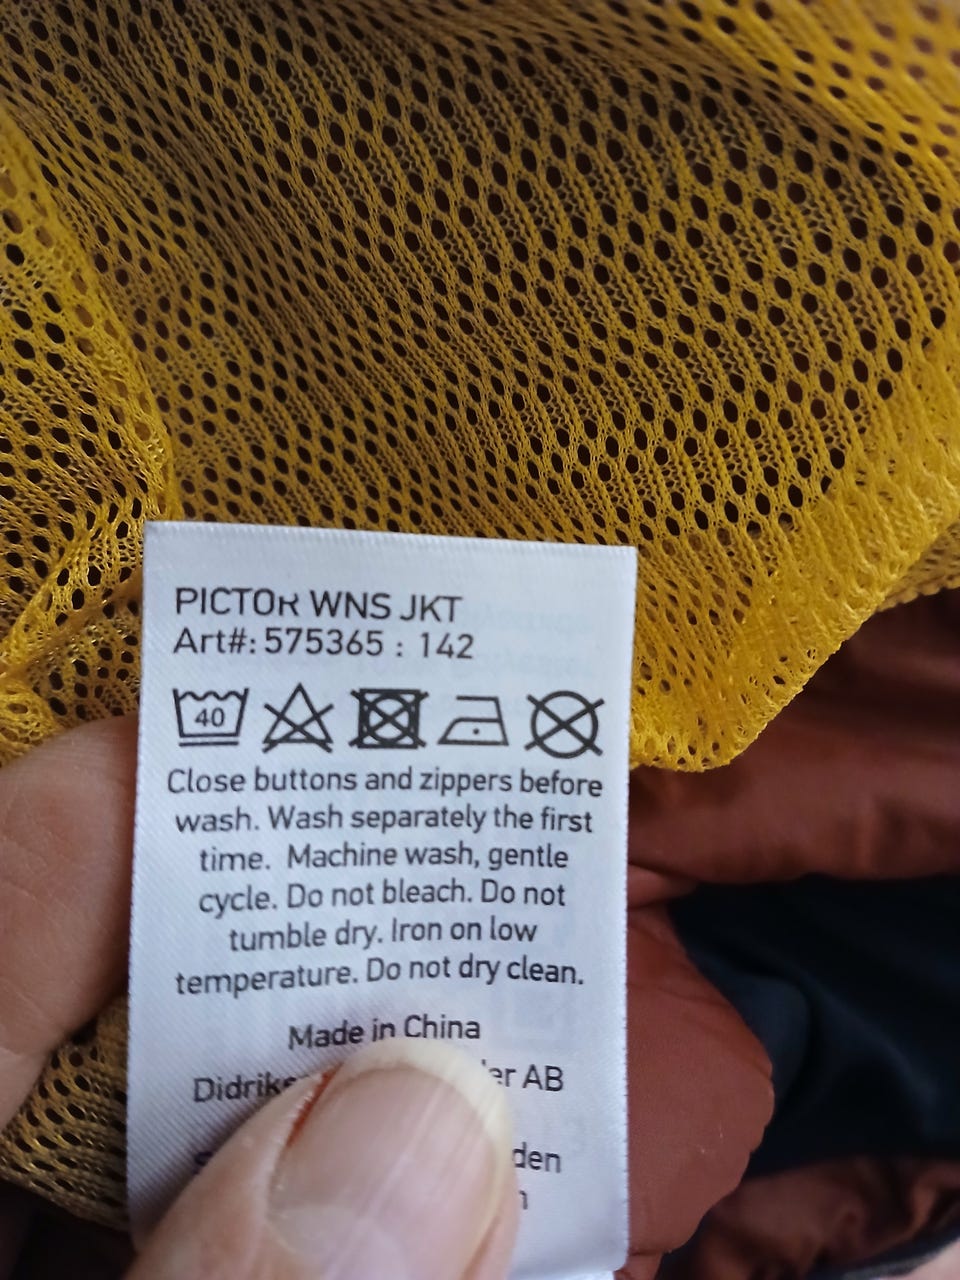 PICTOR WNS JKT
Art#: 575365 : 142
40
Close buttons and zippers before
wash. Wash separately the first
time. Machine wash, gentle
cycle. Do not bleach. Do not
tumble dry. Iron on low
temperature. Do not dry clean.
Made in China
AB